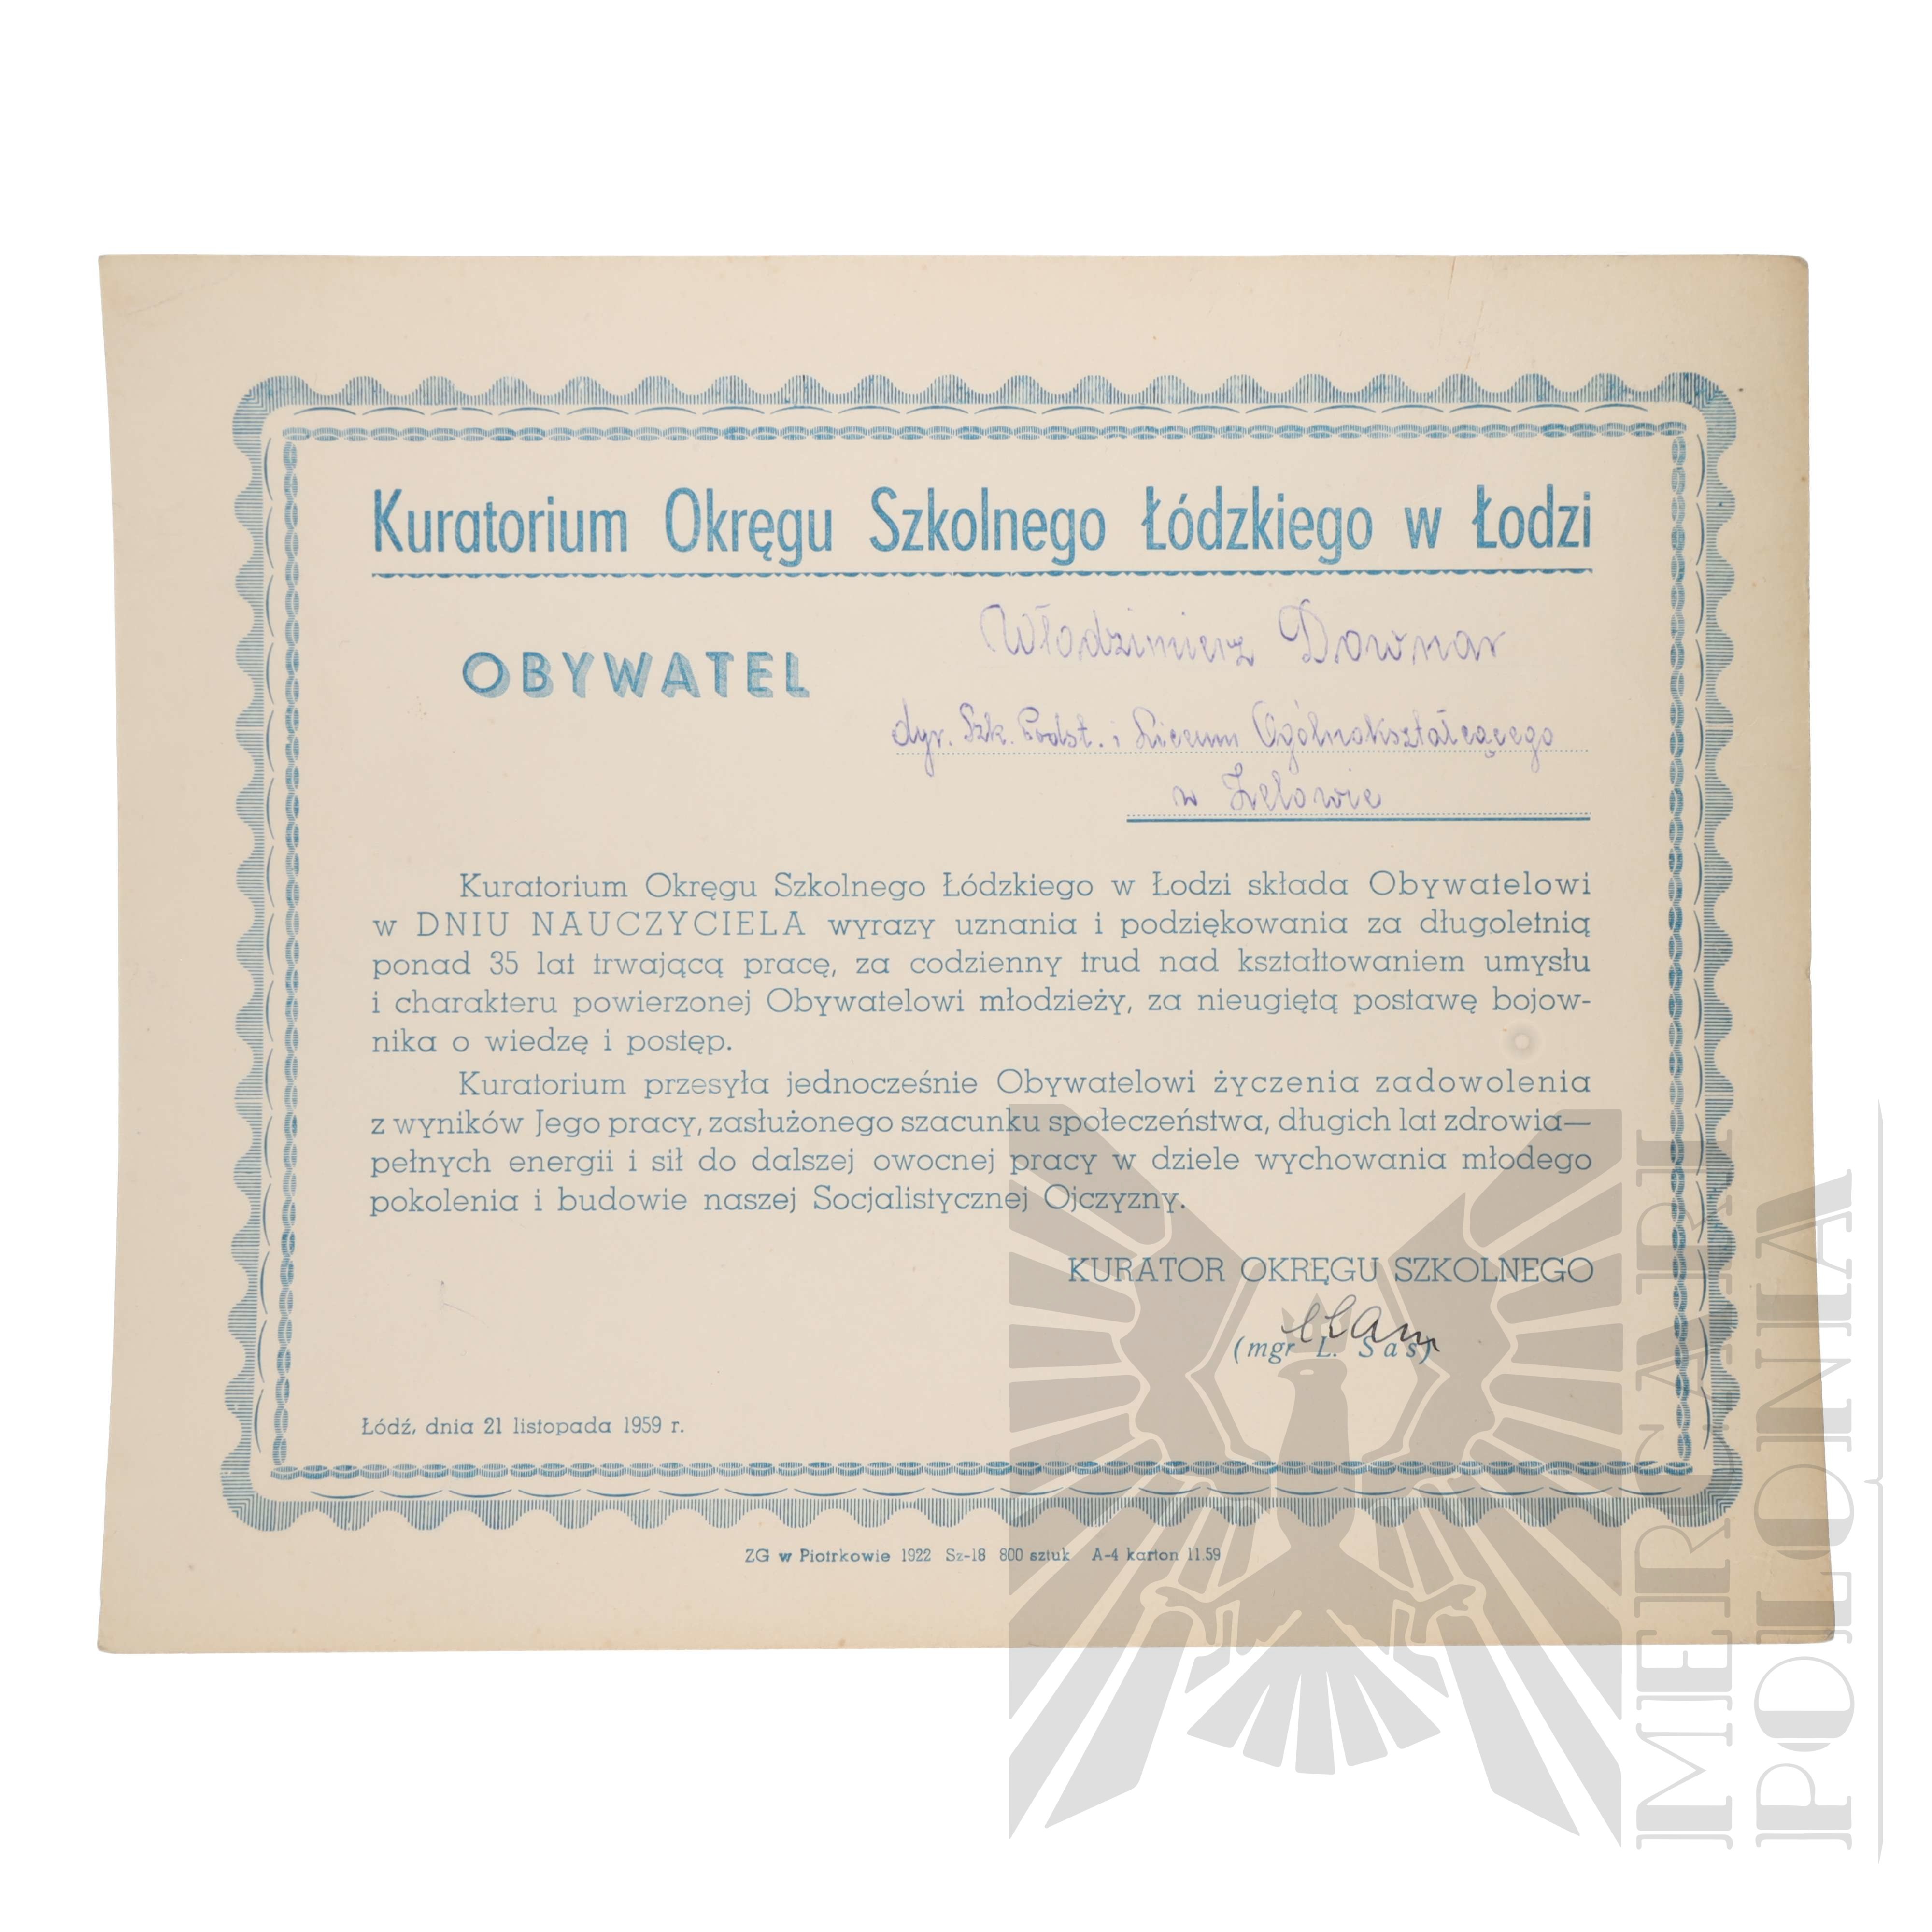 Kuratorium Okręgu Szkolnego Łódzkiego w Łodzi
OBYWATEL
Włodzimierz Downar
dyr. Szk. Podst. i Liceum Ogólnokształcącego
w Zelowie
Kuratorium Okręgu Szkolnego Łódzkiego w Łodzi składa Obywatelowi
w DNIU NAUCZYCIELA wyrazy uznania i podziękowania za długoletnią
ponad 35 lat trwającą pracę, za codzienny trud nad kształtowaniem umysłu
i charakteru powierzonej Obywatelowi młodzieży, za nieugiętą postawę bojow-
nika o wiedzę i postęp.
Kuratorium przesyła jednocześnie Obywatelowi życzenia zadowolenia
z wyników Jego pracy, zasłużonego szacunku społeczeństwa, długich lat zdrowia—
pełnych energii i sił do dalszej owocnej pracy w dziele wychowania młodego
pokolenia i budowie naszej Socjalistycznej Ojczyzny.
KURATOR OKRĘGU SZKOLNEGO
(mgr L. Sas)
Łódź, dnia 21 listopada 1959 r.
ZG w Piotrkowie 1922 Sz-18 800 sztuk A-4 karton 11.59
MERCARI
POLONIA